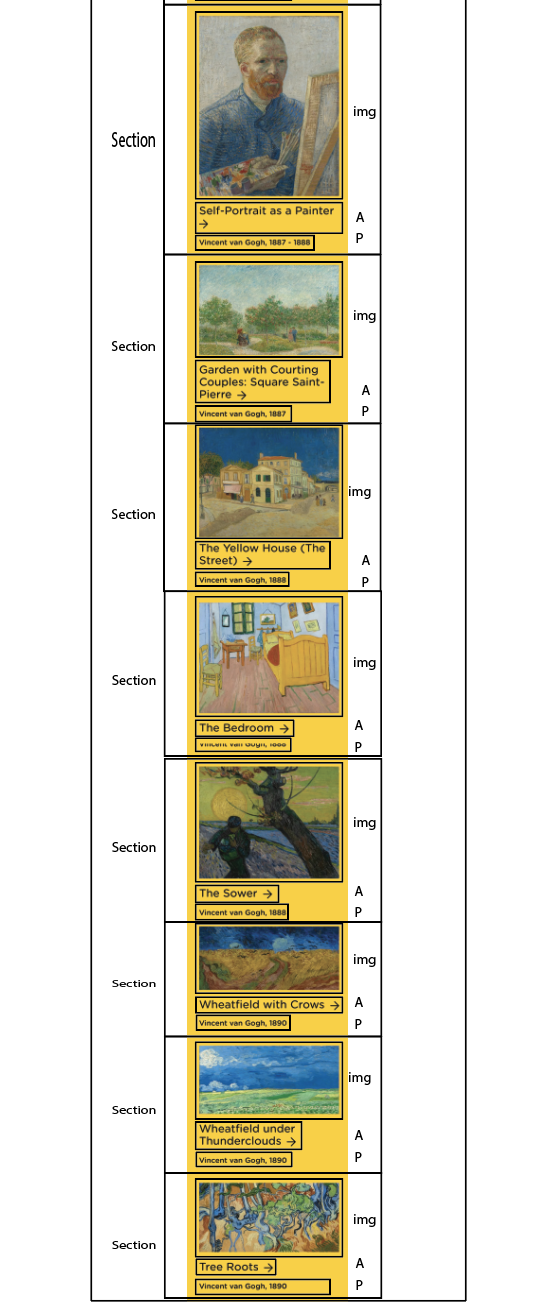 img
Section
Self-Portrait as a Painter
→
A
Vincent van Gogh, 1887 - 1888
P
img
Section
Garden with Courting
Couples: Square Saint-
Pierre →
A
Vincent van Gogh, 1887
P
img
Section
The Yellow House (The
Street) →
A
Vincent van Gogh, 1888
P
img
Section
The Bedroom →
A
Vincent van Gogh, 1888
P
img
Section
The Sower →
A
Vincent van Gogh, 1888
P
img
Section
Wheatfield with Crows →
A
Vincent van Gogh, 1890
P
img
Section
Wheatfield under
Thunderclouds →
A
Vincent van Gogh, 1890
P
img
Section
Tree Roots →
A
Vincent van Gogh, 1890
P